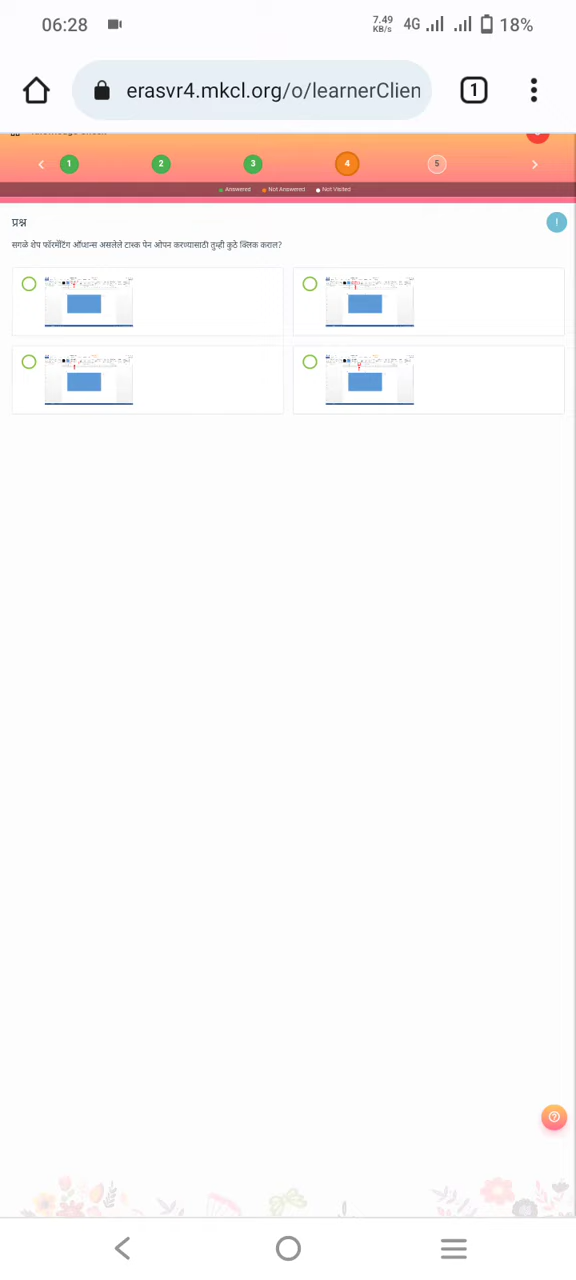 06:28
7.49 KB/s 4G 18%
erasvr4.mkcl.org/o/learnerClien
1
1 2 3 4 5
Answered Not Answered Not Visited
प्रश्न
!
सगळे शेप फॉरमॅटिंग ऑप्शन्स असलेले टास्क पेन ओपन करण्यासाठी तुम्ही कुठे क्लिक कराल?